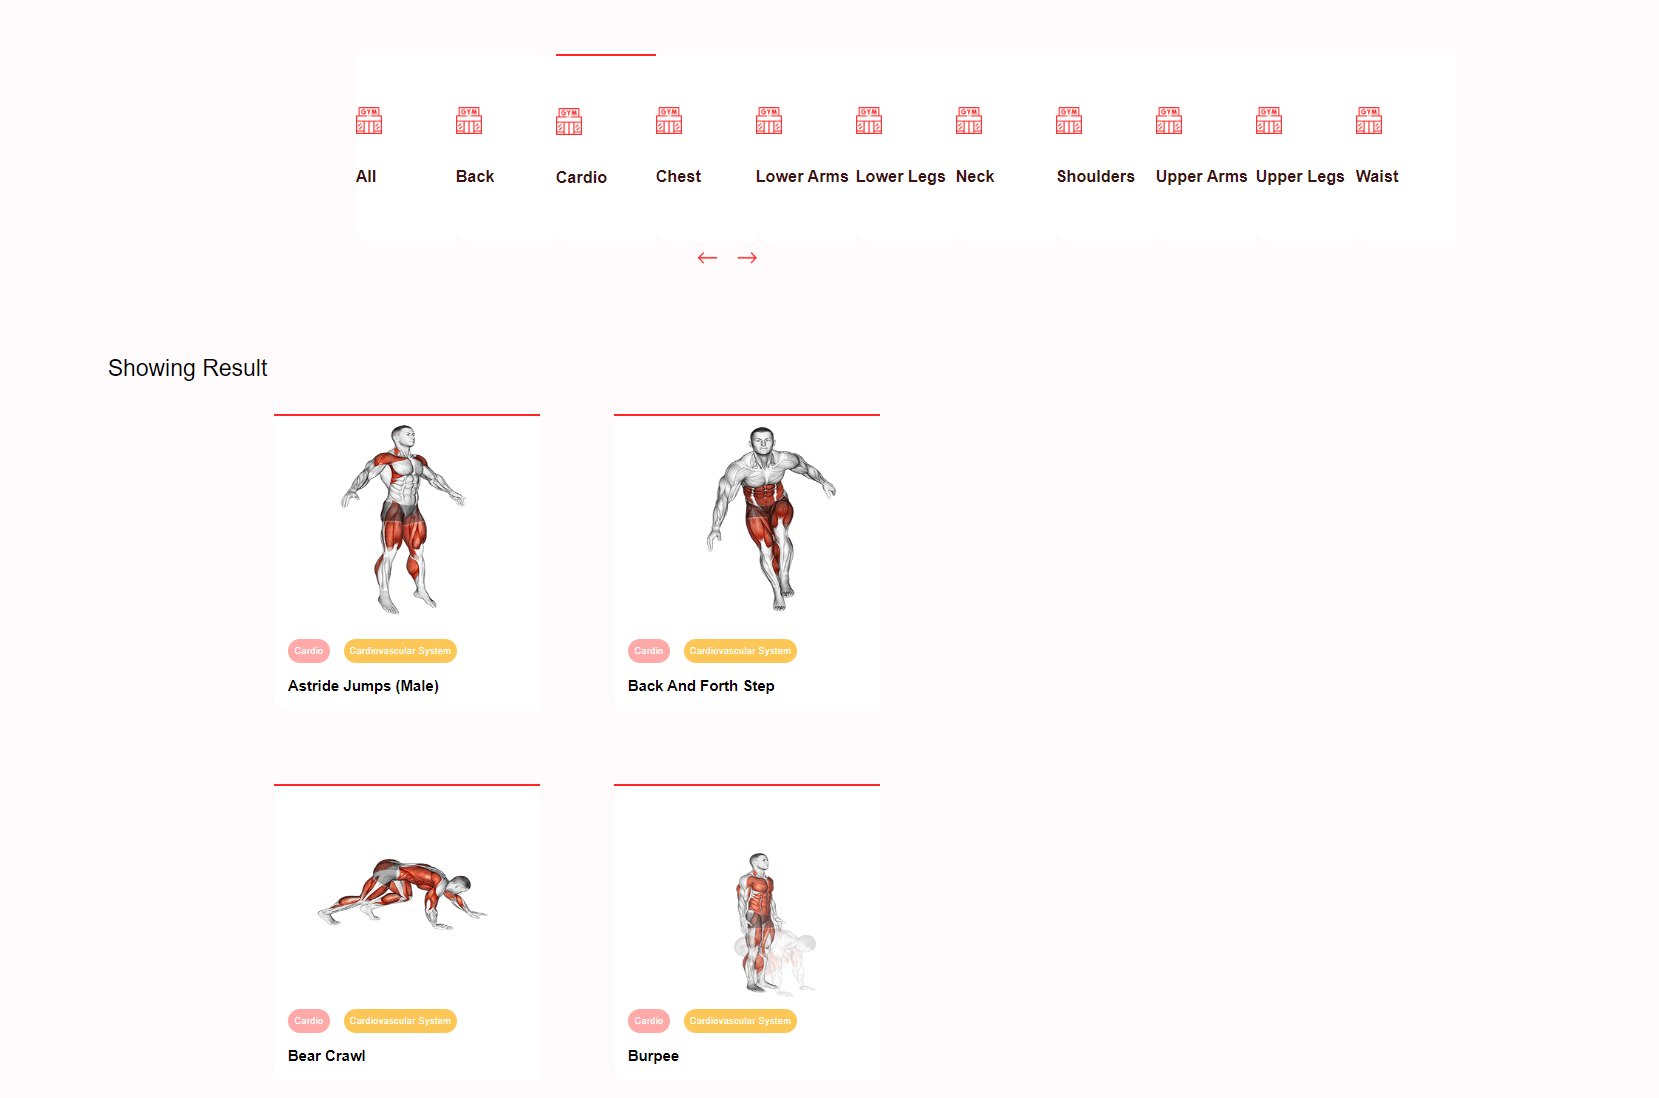 GYM GYM GYM GYM GYM GYM GYM GYM GYM GYM GYM
All Back Cardio Chest Lower Arms Lower Legs Neck Shoulders Upper Arms Upper Legs Waist
Showing Result
Cardio Cardiovascular System
Astride Jumps (Male)
Cardio Cardiovascular System
Back And Forth Step
Cardio Cardiovascular System
Bear Crawl
Cardio Cardiovascular System
Burpee